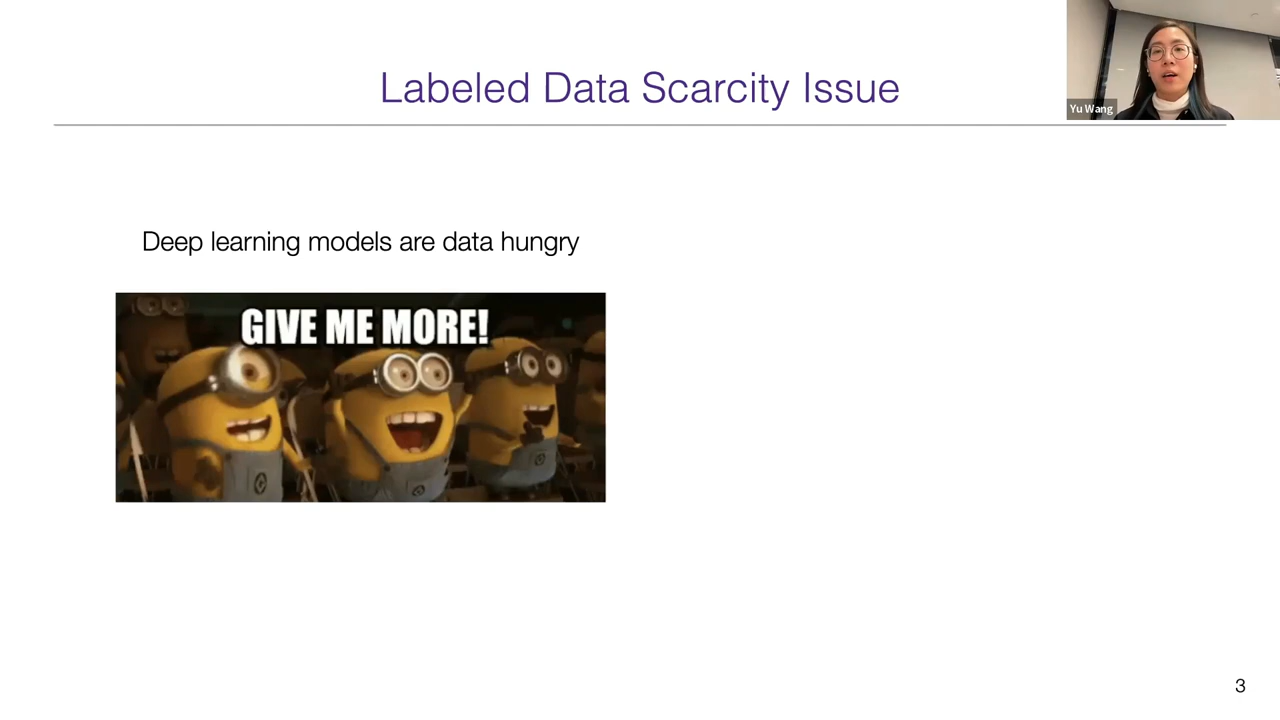 Labeled Data Scarcity Issue
Yu Wang
Deep learning models are data hungry
GIVE ME MORE!
3